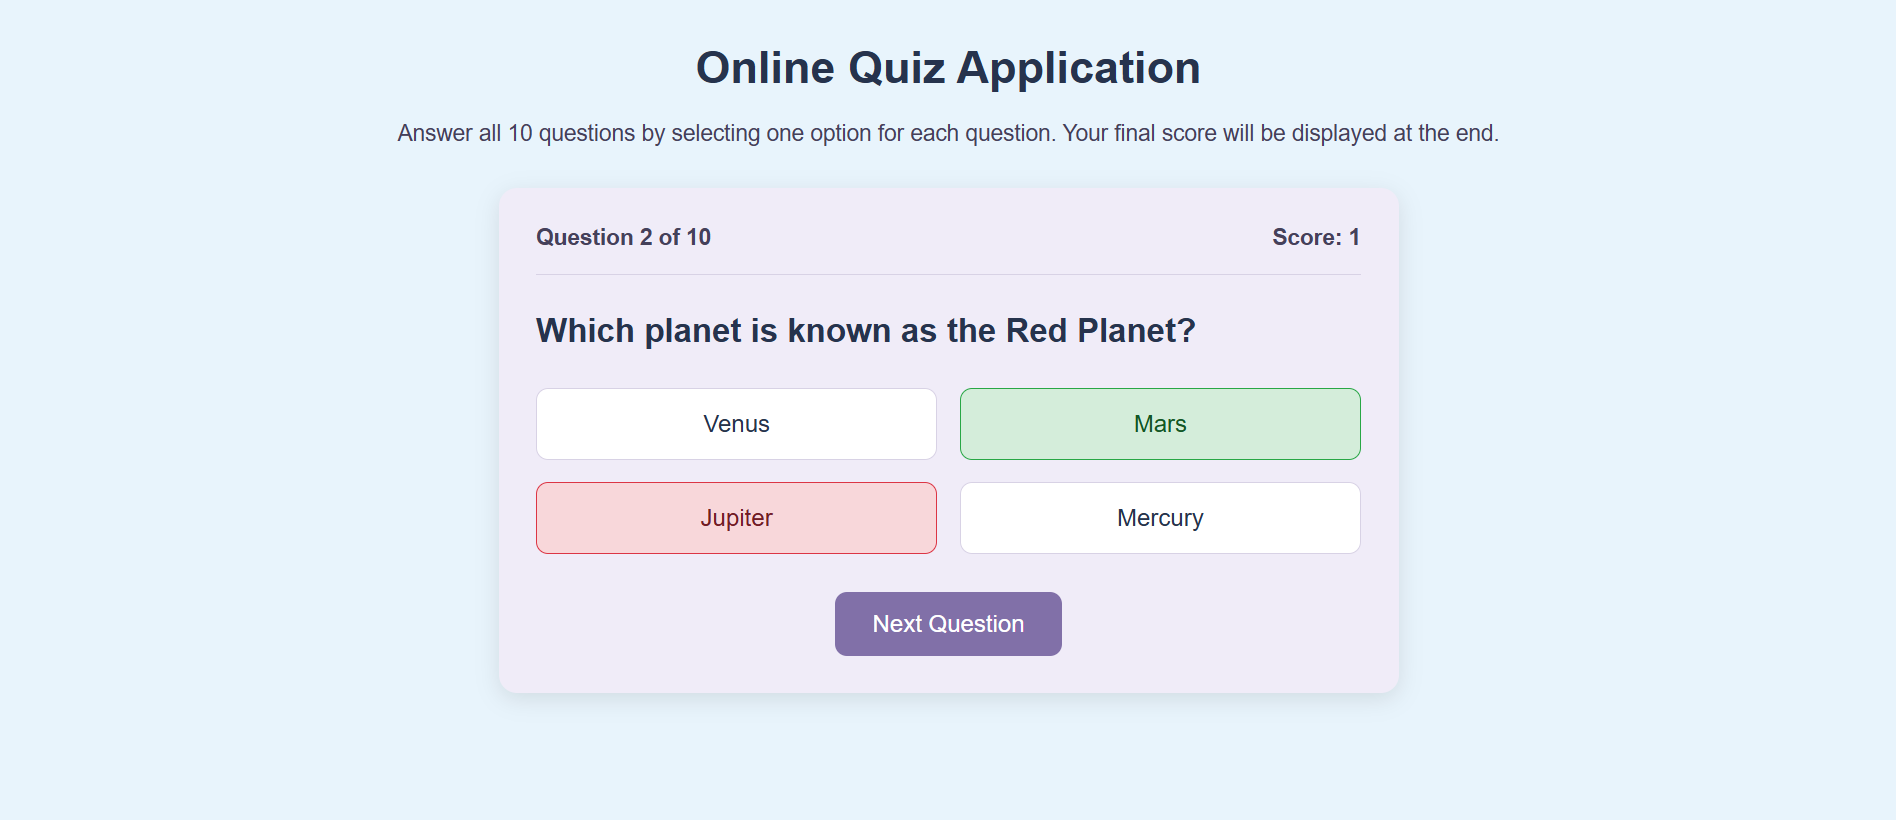 Online Quiz Application
Answer all 10 questions by selecting one option for each question. Your final score will be displayed at the end.
Question 2 of 10
Score: 1
Which planet is known as the Red Planet?
Venus
Mars
Jupiter
Mercury
Next Question